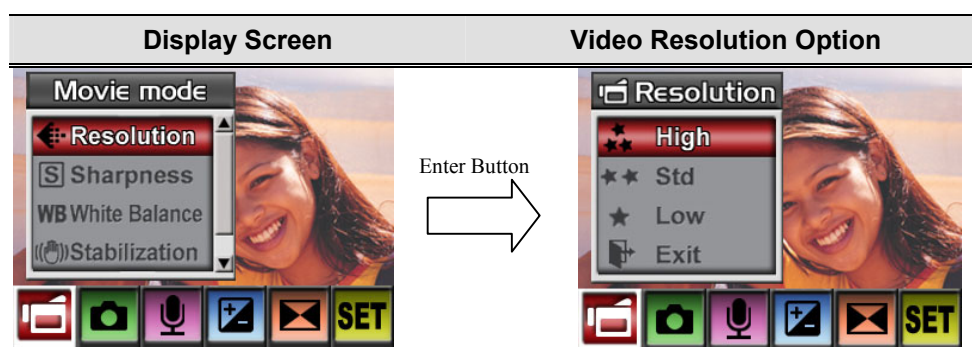 Display Screen
Video Resolution Option
Movie mode
Resolution
S Sharpness
WB White Balance
Stabilization
SET
Enter Button
Resolution
High
Std
Low
Exit
SET